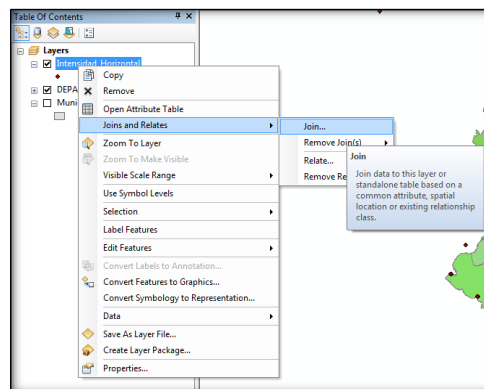 Table Of Contents
Layers
Intensidad_Horizontal
DEPA
Muni
Copy
Remove
Open Attribute Table
Joins and Relates
Join...
Remove Join(s)
Relate...
Remove Re
Join
Join data to this layer or
standalone table based on a
common attribute, spatial
location or existing relationship
class.
Zoom To Layer
Zoom To Make Visible
Visible Scale Range
Use Symbol Levels
Selection
Label Features
Edit Features
Convert Labels to Annotation...
Convert Features to Graphics...
Convert Symbology to Representation...
Data
Save As Layer File...
Create Layer Package...
Properties...